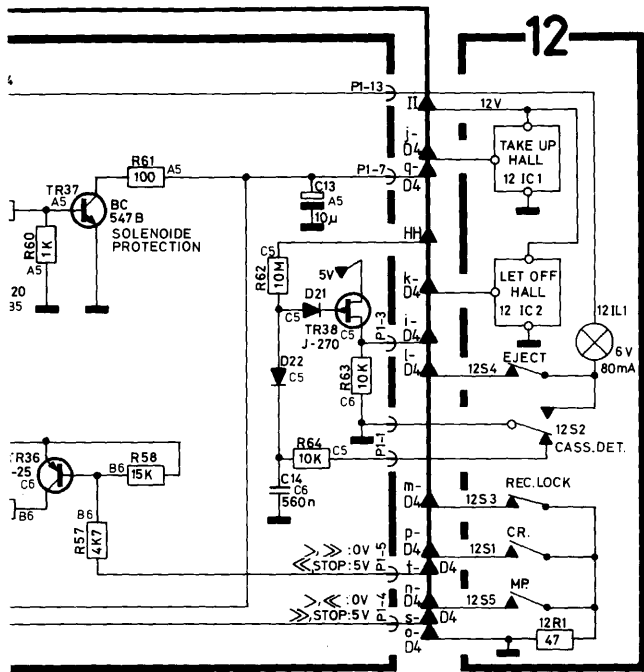 12
4
P1-13
II
12V
j-
D4
TAKE UP
HALL
12 IC1
R61
100
A5
P1-7
q-
D4
TR37
A5
BC
547B
SOLENOIDE
PROTECTION
C13
A5
10µ
R60
1K
A5
HH
C5
R62
10M
5V
k-
D4
LET OFF
HALL
12 IC2
20
B5
D21
C5
TR38
C5
J-270
P1-3
i-
D4
12IL1
6V
80mA
l-
D4
12S4
EJECT
D22
C5
R63
10K
C6
12S2
CASS.DET.
P1-1
R64
10K
C5
TR36
-25
C6
B6
R58
15K
B6
C14
C6
560n
m-
D4
12S3
REC.LOCK
B6
R57
4K7
p-
D4
12S1
CR.
>, >> :0V
<< STOP:5V
P1-5
t-
D4
n-
D4
12S5
MP.
>, << :0V
>>, STOP:5V
P1-4
s-
D4
o-
D4
12R1
47